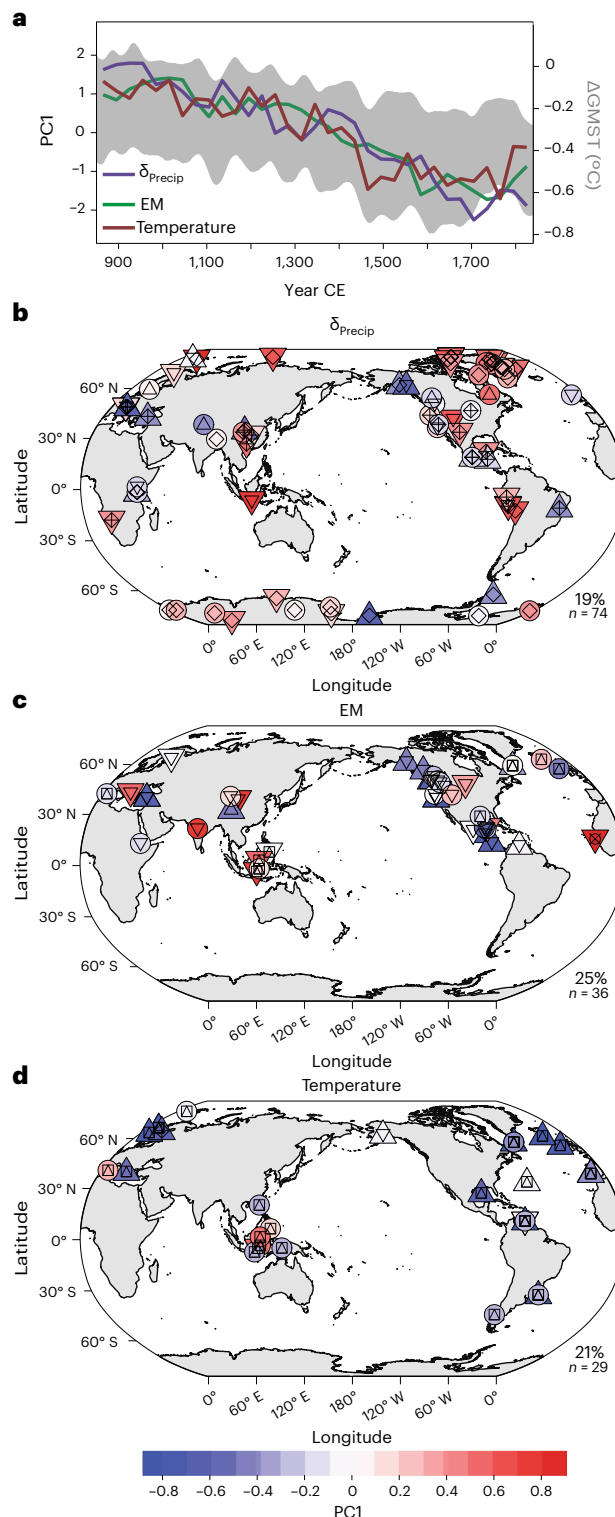 a
2
1
0
−1
−2
PC1
0
−0.2
−0.4
−0.6
−0.8
ΔGMST (°C)
δPrecip
EM
Temperature
900
1,100
1,300
1,500
1,700
Year CE
b
δPrecip
60° N
30° N
0°
30° S
60° S
Latitude
19%
n = 74
0°
60° E
120° E
180°
120° W
60° W
0°
Longitude
c
EM
60° N
30° N
0°
30° S
60° S
Latitude
25%
n = 36
0°
60° E
120° E
180°
120° W
60° W
0°
Longitude
d
Temperature
60° N
30° N
0°
30° S
60° S
Latitude
21%
n = 29
0°
60° E
120° E
180°
120° W
60° W
0°
Longitude
−0.8 −0.6 −0.4 −0.2 0 0.2 0.4 0.6 0.8
PC1